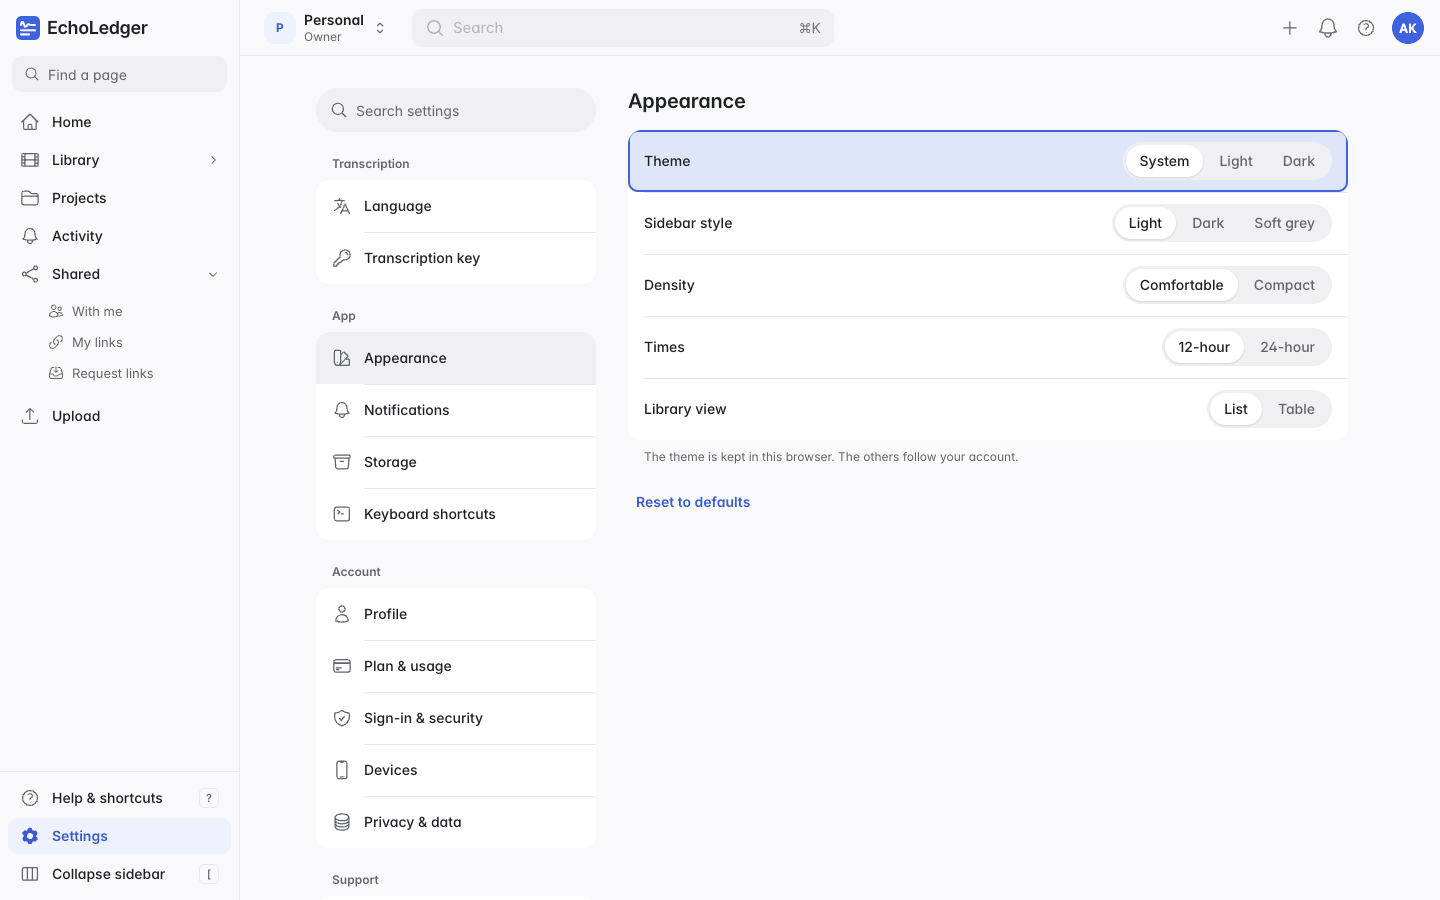 EchoLedger
Find a page
Home
Library
Projects
Activity
Shared
With me
My links
Request links
Upload
Help & shortcuts ?
Settings
Collapse sidebar [
P Personal
Owner
Search ⌘K
AK
Search settings
Transcription
Language
Transcription key
App
Appearance
Notifications
Storage
Keyboard shortcuts
Account
Profile
Plan & usage
Sign-in & security
Devices
Privacy & data
Support
Appearance
Theme System Light Dark
Sidebar style Light Dark Soft grey
Density Comfortable Compact
Times 12-hour 24-hour
Library view List Table
The theme is kept in this browser. The others follow your account.
Reset to defaults